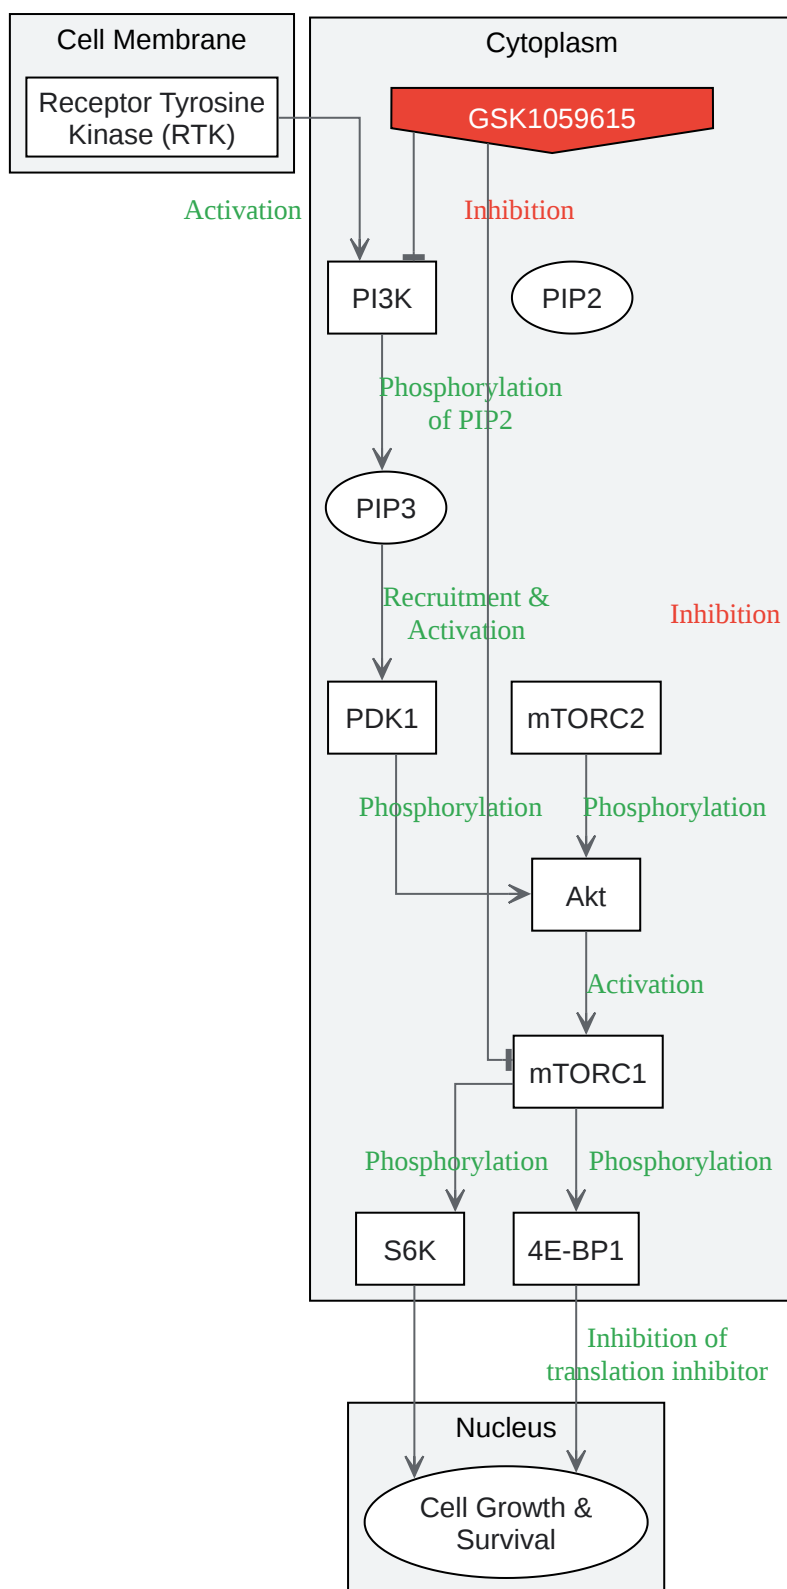 Cell Membrane
Cytoplasm
Receptor Tyrosine
Kinase (RTK)
GSK1059615
Activation
Inhibition
PI3K
PIP2
Phosphorylation
of PIP2
PIP3
Recruitment &
Activation
Inhibition
PDK1
mTORC2
Phosphorylation
Phosphorylation
Akt
Activation
mTORC1
Phosphorylation
Phosphorylation
S6K
4E-BP1
Inhibition of
translation inhibitor
Nucleus
Cell Growth &
Survival